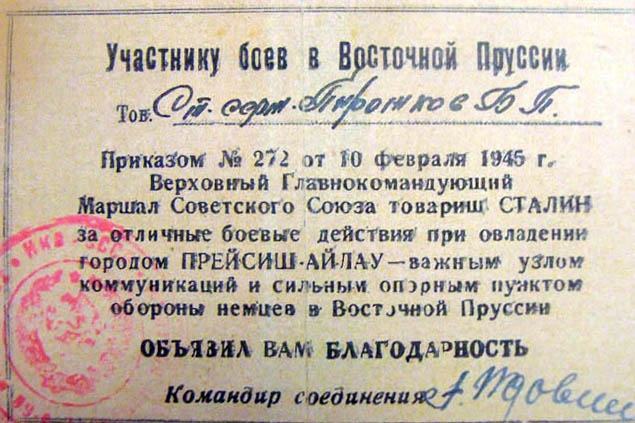 Участнику боев в Восточной Пруссии
Тов. Ст. серж. Пирожков Б П.
Приказом № 272 от 10 февраля 1945 г.
Верховный Главнокомандующий
Маршал Советского Союза товарищ СТАЛИН
за отличные боевые действия при овладении
городом ПРЕЙСИШ-АЙЛАУ—важным узлом
коммуникаций и сильным опорным пунктом
обороны немцев в Восточной Пруссии
ОБЪЯВИЛ ВАМ БЛАГОДАРНОСТЬ
Командир соединения